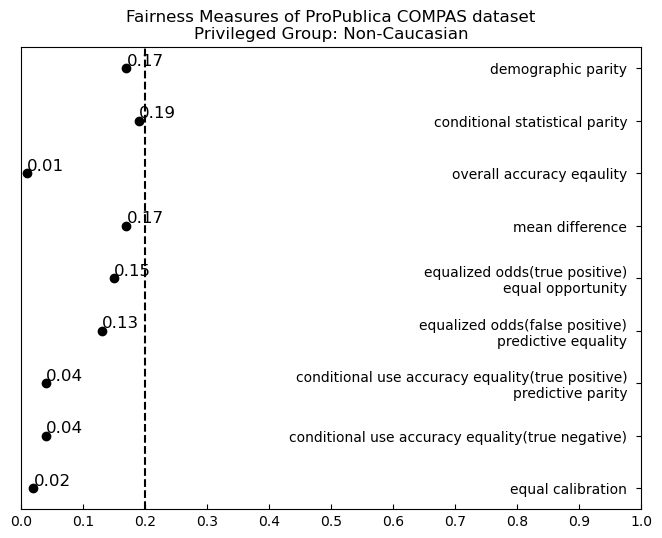 Fairness Measures of ProPublica COMPAS dataset
Privileged Group: Non-Caucasian
0.17
demographic parity
0.19
conditional statistical parity
0.01
overall accuracy eqaulity
0.17
mean difference
0.15
equalized odds(true positive)
equal opportunity
0.13
equalized odds(false positive)
predictive equality
0.04
conditional use accuracy equality(true positive)
predictive parity
0.04
conditional use accuracy equality(true negative)
0.02
equal calibration
0.0 0.1 0.2 0.3 0.4 0.5 0.6 0.7 0.8 0.9 1.0